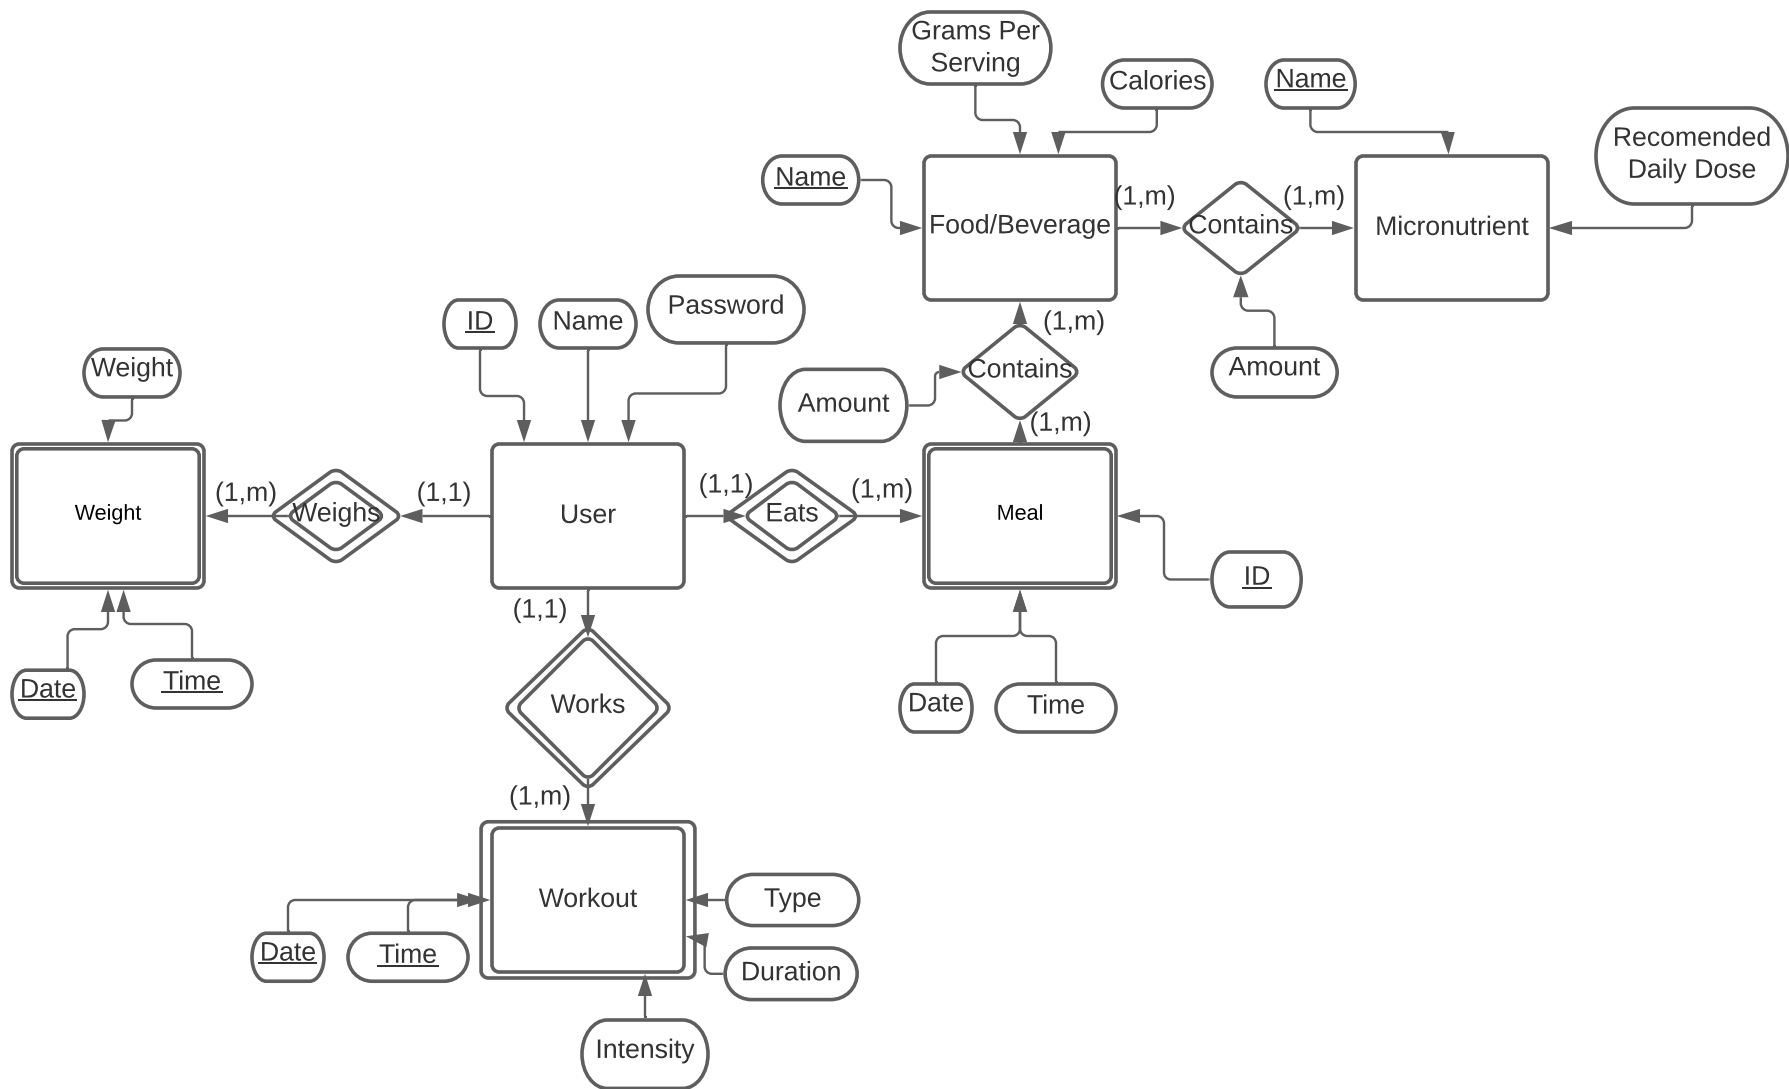 Grams Per
Serving
Calories
Name
Recomended
Daily Dose
Name
Food/Beverage
(1,m)
Contains
(1,m)
Micronutrient
ID
Name
Password
(1,m)
Contains
Amount
Amount
(1,m)
Weight
Weight
(1,m)
Weighs
(1,1)
User
(1,1)
Eats
(1,m)
Meal
ID
(1,1)
Date
Time
Works
Date
Time
(1,m)
Workout
Type
Date
Time
Duration
Intensity